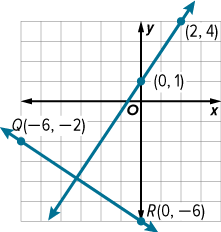 y
(2, 4)
(0, 1)
O
x
Q(−6, −2)
R(0, −6)